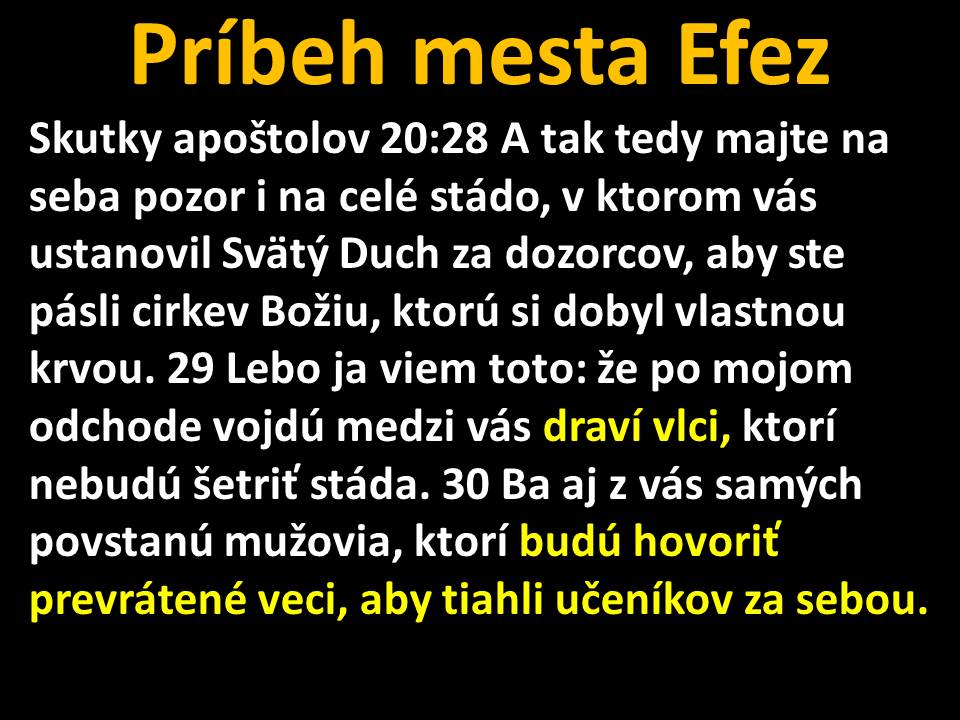 Príbeh mesta Efez
Skutky apoštolov 20:28 A tak tedy majte na
seba pozor i na celé stádo, v ktorom vás
ustanovil Svätý Duch za dozorcov, aby ste
pásli cirkev Božiu, ktorú si dobyl vlastnou
krvou. 29 Lebo ja viem toto: že po mojom
odchode vojdú medzi vás draví vlci, ktorí
nebudú šetriť stáda. 30 Ba aj z vás samých
povstanú mužovia, ktorí budú hovoriť
prevrátené veci, aby tiahli učeníkov za sebou.